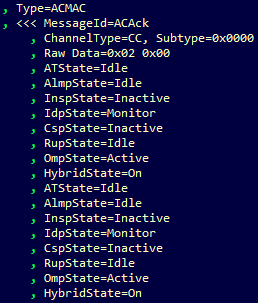 , Type=ACMAC
, <<< MessageId=ACAck
, ChannelType=CC, Subtype=0x0000
, Raw Data=0x02 0x00
, ATState=Idle
, AlmpState=Idle
, InspState=Inactive
, IdpState=Monitor
, CspState=Inactive
, RupState=Idle
, OmpState=Active
, HybridState=On
, ATState=Idle
, AlmpState=Idle
, InspState=Inactive
, IdpState=Monitor
, CspState=Inactive
, RupState=Idle
, OmpState=Active
, HybridState=On